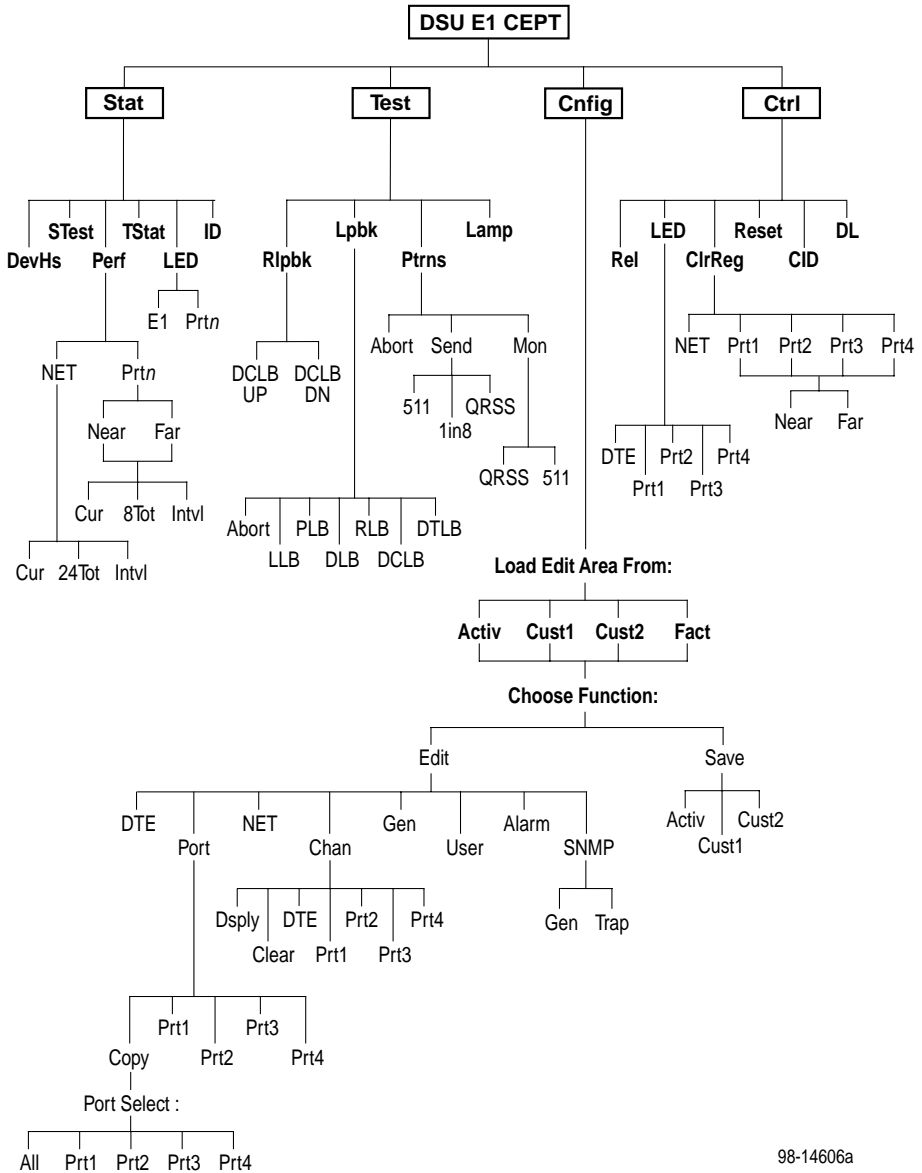 DSU E1 CEPT
Stat Test Cnfig Ctrl
STest TStat ID
DevHs Perf LED
E1 Prtn
NET Prtn
Near Far
Cur 8Tot Intvl
Cur 24Tot Intvl
Lpbk Lamp
Rlpbk Ptrns
DCLB UP
DCLB DN
Abort Send Mon
511 QRSS
1in8
QRSS 511
Abort PLB RLB DTLB
LLB DLB DCLB
LED Reset DL
Rel ClrReg CID
NET Prt1 Prt2 Prt3 Prt4
Near Far
DTE Prt2 Prt4
Prt1 Prt3
Load Edit Area From:
Activ Cust1 Cust2 Fact
Choose Function:
Edit Save
DTE NET Gen Alarm
Port Chan User SNMP
Activ Cust2
Cust1
Dsply DTE Prt2 Prt4
Clear Prt1 Prt3
Gen Trap
Prt1 Prt3
Copy Prt2 Prt4
Port Select :
All Prt1 Prt2 Prt3 Prt4
98-14606a